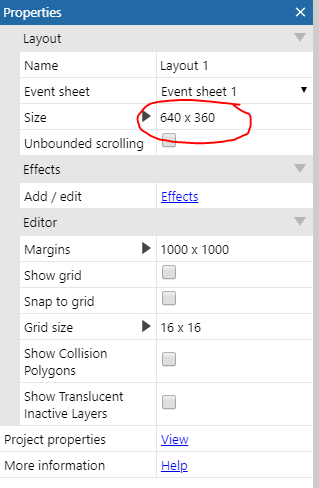 Properties
Layout
Name Layout 1
Event sheet Event sheet 1
Size 640 x 360
Unbounded scrolling
Effects
Add / edit Effects
Editor
Margins 1000 x 1000
Show grid
Snap to grid
Grid size 16 x 16
Show Collision
Polygons
Show Translucent
Inactive Layers
Project properties View
More information Help